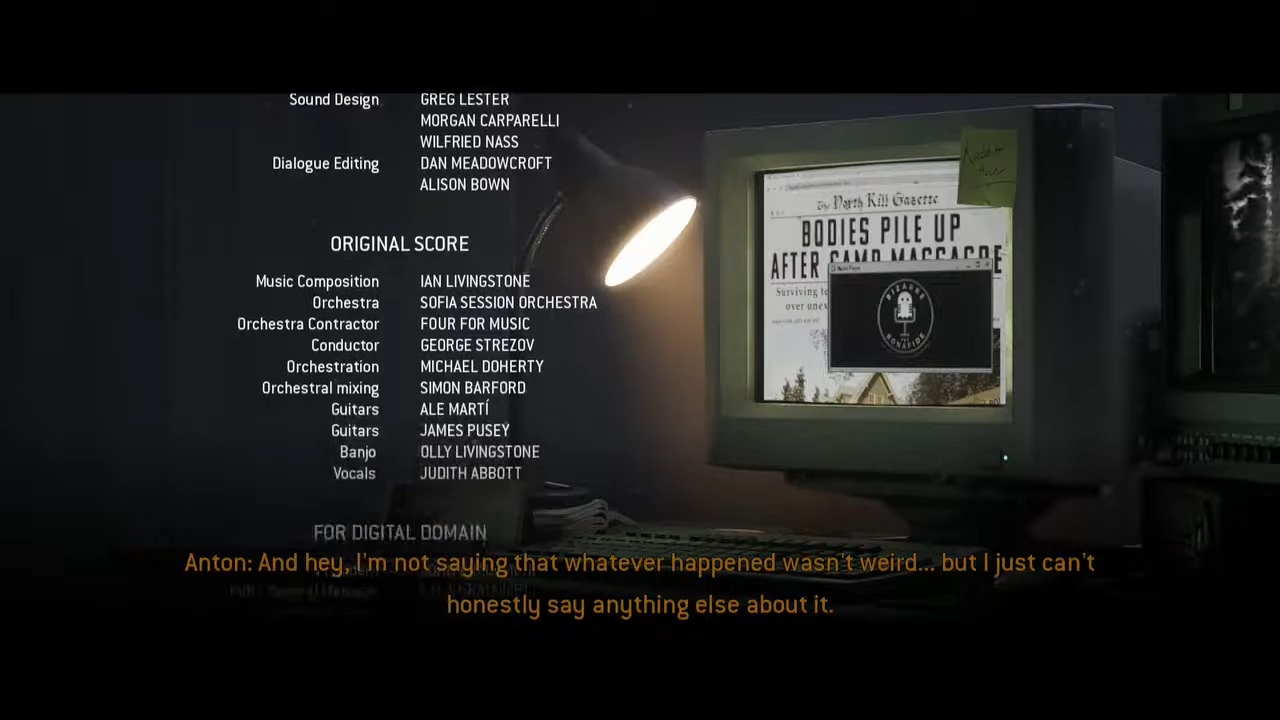 Sound Design GREG LESTER
MORGAN CARPARELLI
WILFRIED NASS
Dialogue Editing DAN MEADOWCROFT
ALISON BOWN
ORIGINAL SCORE
Music Composition IAN LIVINGSTONE
Orchestra SOFIA SESSION ORCHESTRA
Orchestra Contractor FOUR FOR MUSIC
Conductor GEORGE STREZOV
Orchestration MICHAEL DOHERTY
Orchestral mixing SIMON BARFORD
Guitars ALE MARTÍ
Guitars JAMES PUSEY
Banjo OLLY LIVINGSTONE
Vocals JUDITH ABBOTT
FOR DIGITAL DOMAIN
The North Kill Gazette
BODIES PILE UP
AFTER CAMP MASSACRE
Surviving
over
BIZARRE
BONAFIDE
Anton: And hey, I'm not saying that whatever happened wasn't weird... but I just can't
honestly say anything else about it.